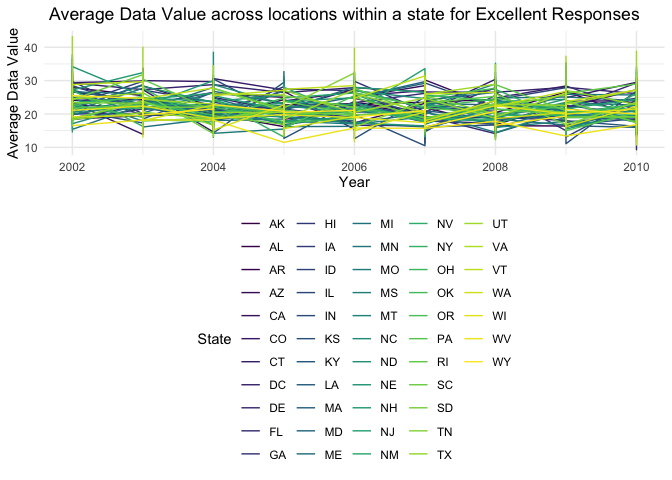 Average Data Value across locations within a state for Excellent Responses
Average Data Value
40
30
20
10
2002 2004 2006 2008 2010
Year
State
AK HI MI NV UT
AL IA MN NY VA
AR ID MO OH VT
AZ IL MS OK WA
CA IN MT OR WI
CO KS NC PA WV
CT KY ND RI WY
DC LA NE SC
DE MA NH SD
FL MD NJ TN
GA ME NM TX